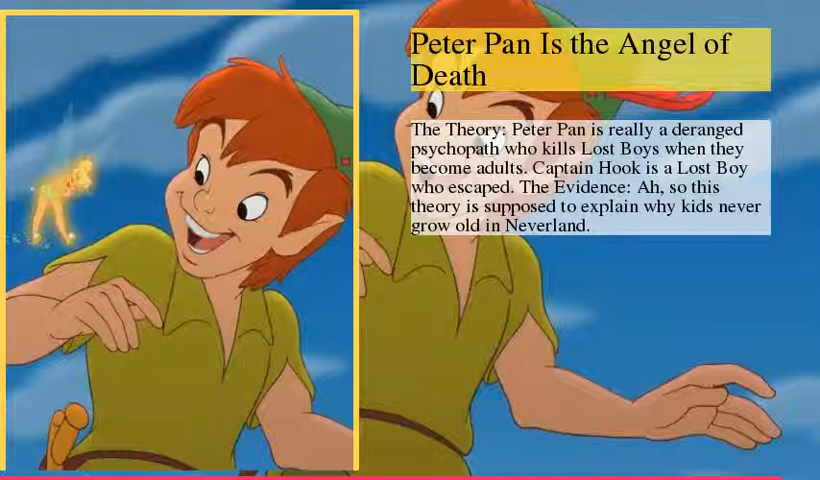 Peter Pan Is the Angel of
Death
The Theory: Peter Pan is really a deranged
psychopath who kills Lost Boys when they
become adults. Captain Hook is a Lost Boy
who escaped. The Evidence: Ah, so this
theory is supposed to explain why kids never
grow old in Neverland.